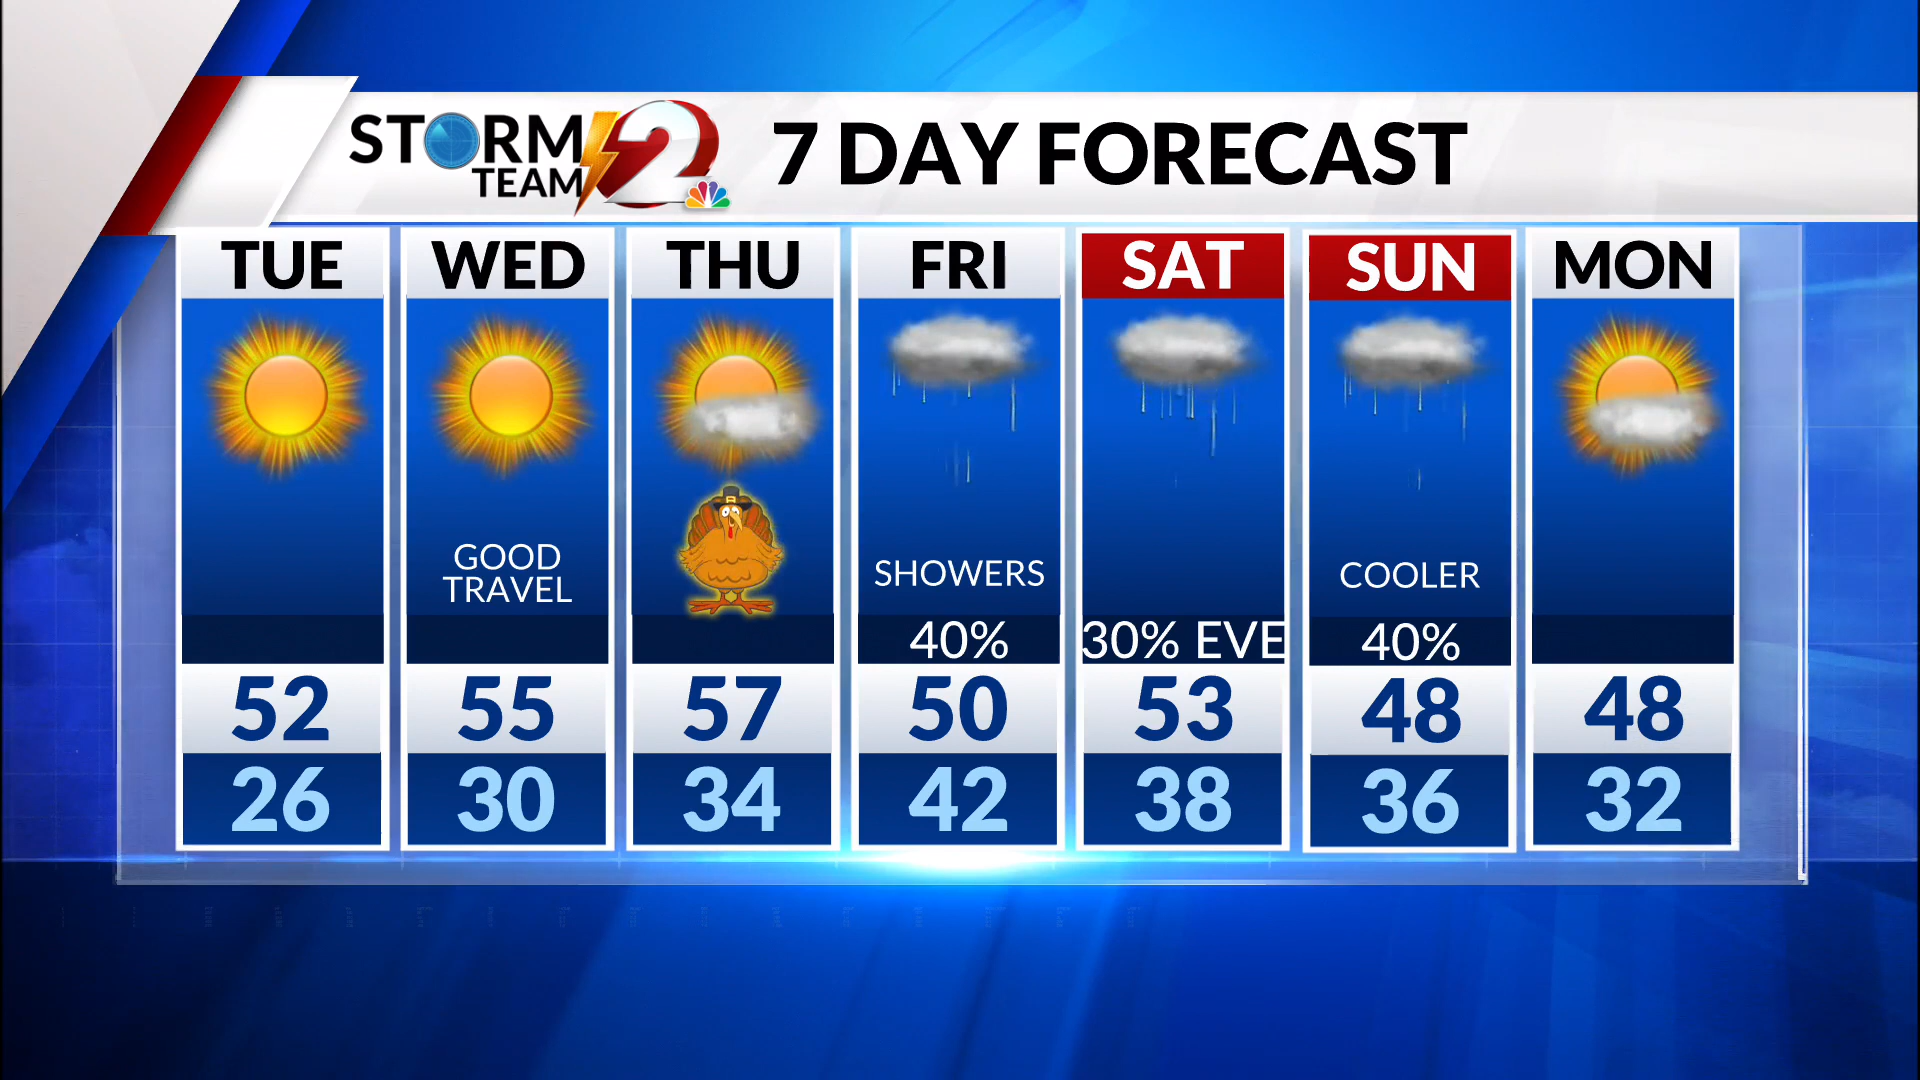 STORM
TEAM
2
7 DAY FORECAST
TUE
52
26
WED
GOOD
TRAVEL
55
30
THU
57
34
FRI
SHOWERS
40%
50
42
SAT
30% EVE
53
38
SUN
COOLER
40%
48
36
MON
48
32